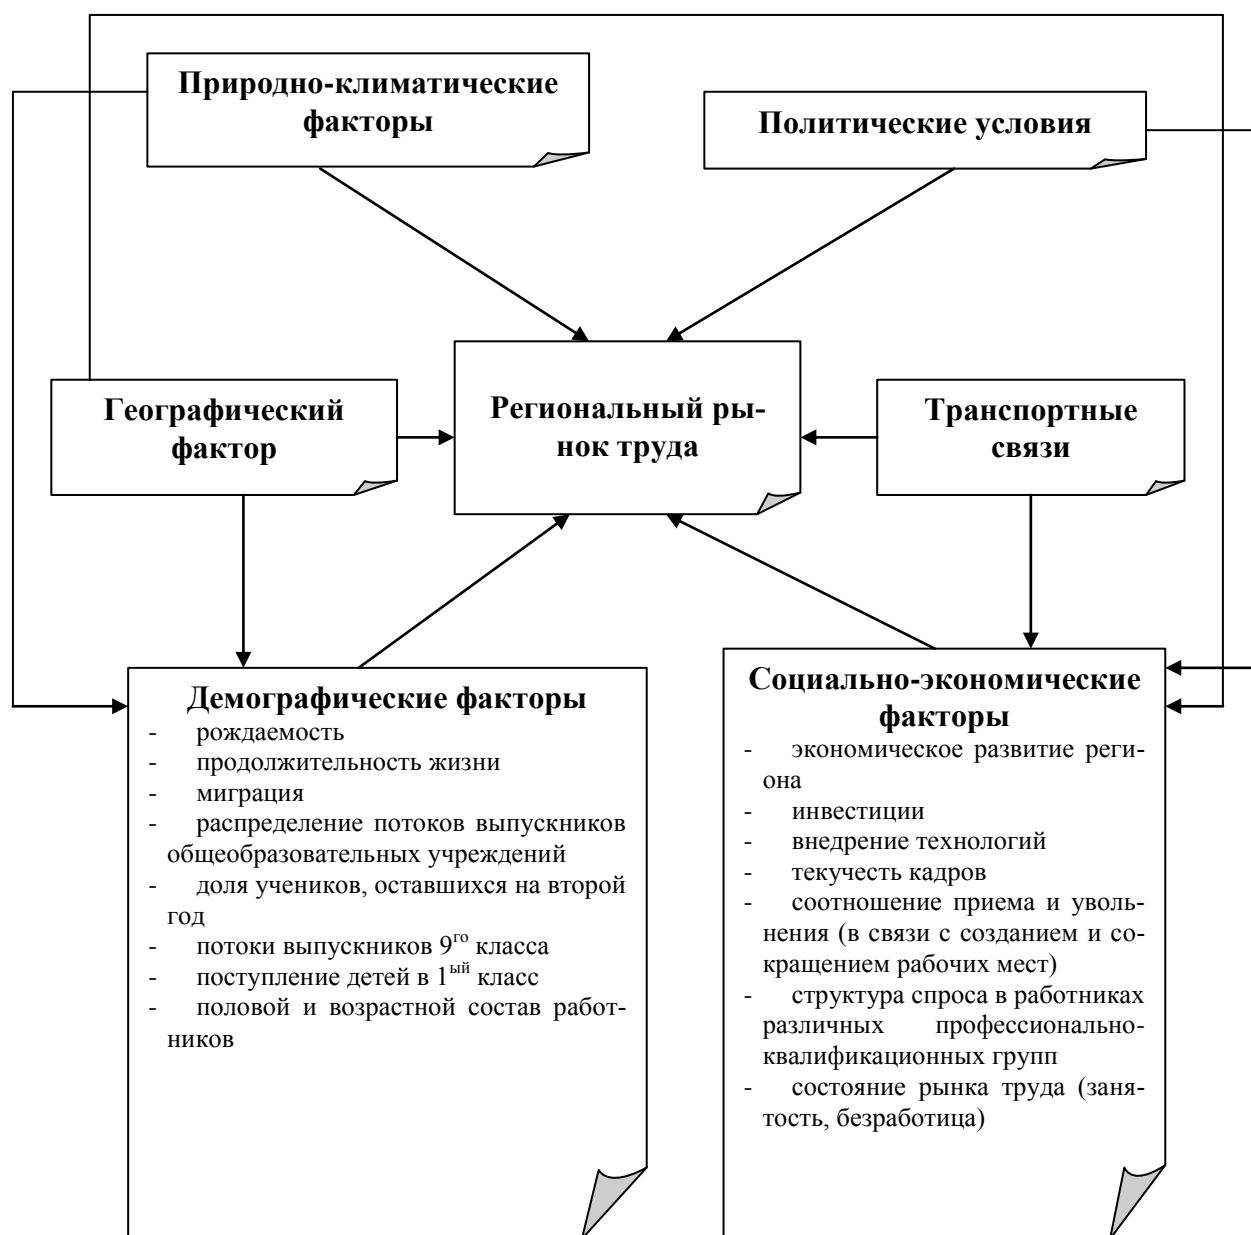 Природно-климатические
факторы
Политические условия
Географический
фактор
Региональный ры-
нок труда
Транспортные
связи
Демографические факторы
- рождаемость
- продолжительность жизни
- миграция
- распределение потоков выпускников
общеобразовательных учреждений
- доля учеников, оставшихся на второй
год
- потоки выпускников 9го класса
- поступление детей в 1ый класс
- половой и возрастной состав работ-
ников
Социально-экономические
факторы
- экономическое развитие реги-
она
- инвестиции
- внедрение технологий
- текучесть кадров
- соотношение приема и уволь-
нения (в связи с созданием и со-
кращением рабочих мест)
- структура спроса в работниках
различных профессионально-
квалификационных групп
- состояние рынка труда (заня-
тость, безработица)